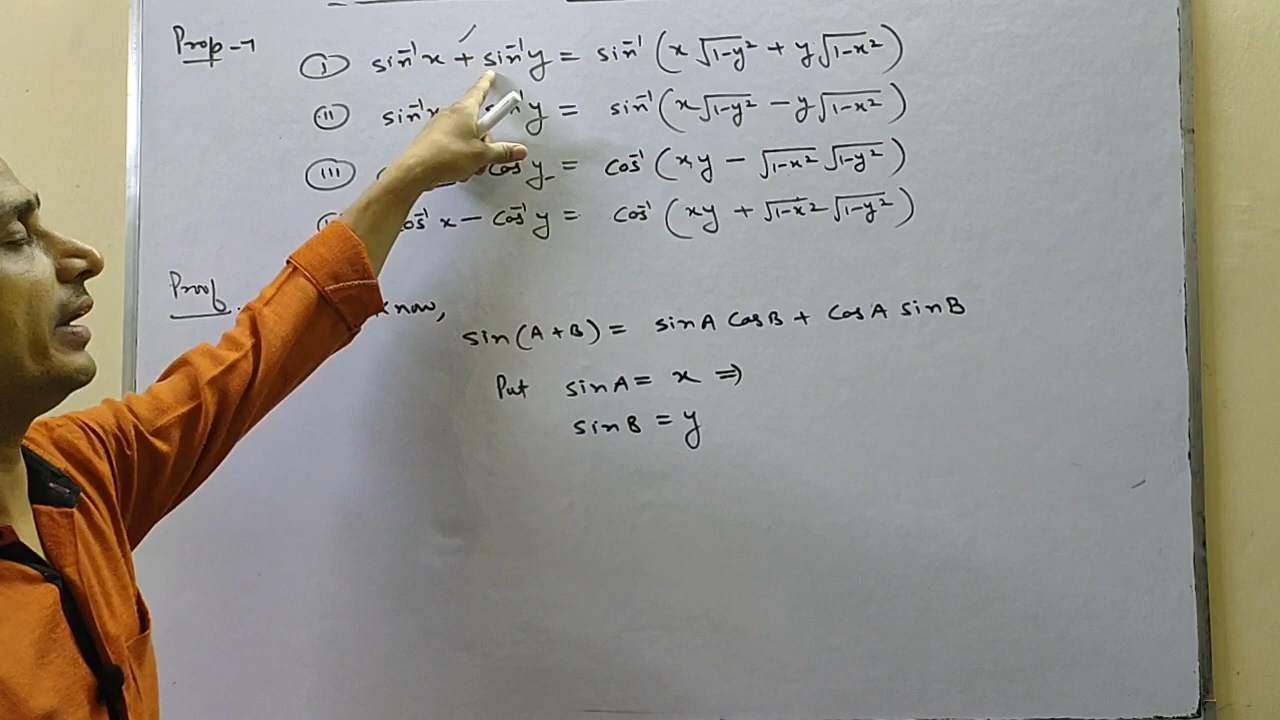 Prop-7
(i) sin⁻¹x + sin⁻¹y = sin⁻¹(x√1-y² + y√1-x²)
(ii) sin⁻¹x y = sin⁻¹(x√1-y² - y√1-x²)
(iii) cos y = cos⁻¹(xy - √1-x² √1-y²)
cos⁻¹x - cos⁻¹y = cos⁻¹(xy + √1-x² √1-y²)
Proof. know,
sin(A+B) = sinA CosB + CosA sinB
Put sinA = x ⇒
sinB = y